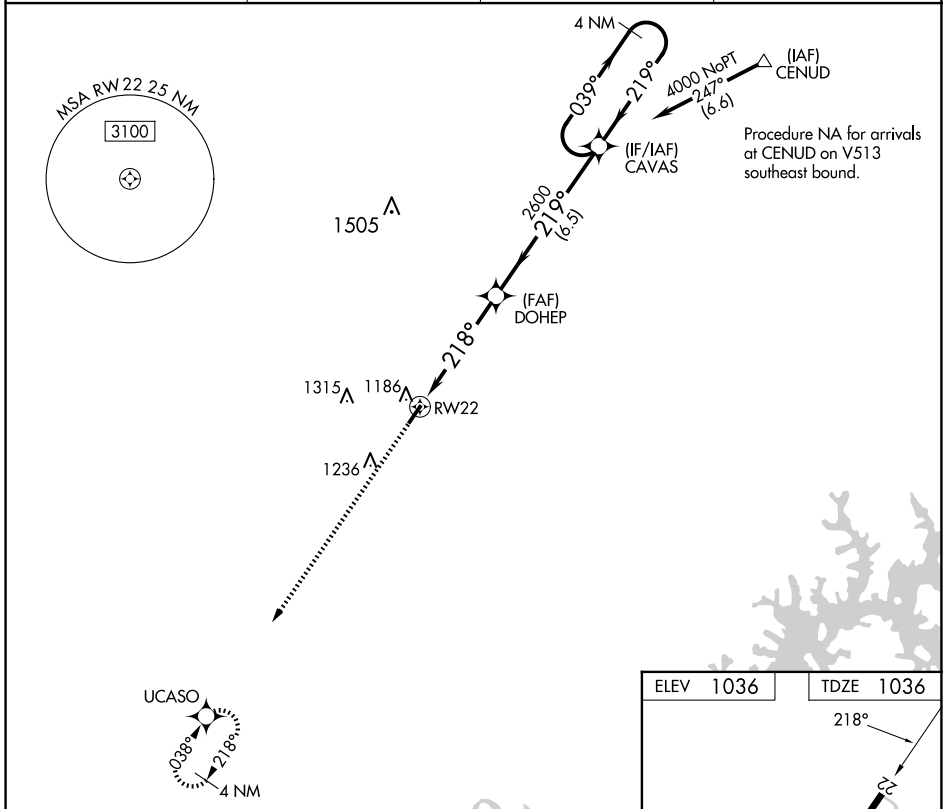 4 NM
(IAF)
CENUD
4000 NoPT
247°
(6.6)
039°
219°
MSA RW22 25 NM
3100
Procedure NA for arrivals
at CENUD on V513
southeast bound.
(IF/IAF)
CAVAS
2600
219°
(6.5)
1505
(FAF)
DOHEP
218°
1315
1186
RW22
1236
UCASO
038°
218°
4 NM
ELEV 1036
TDZE 1036
218°
22